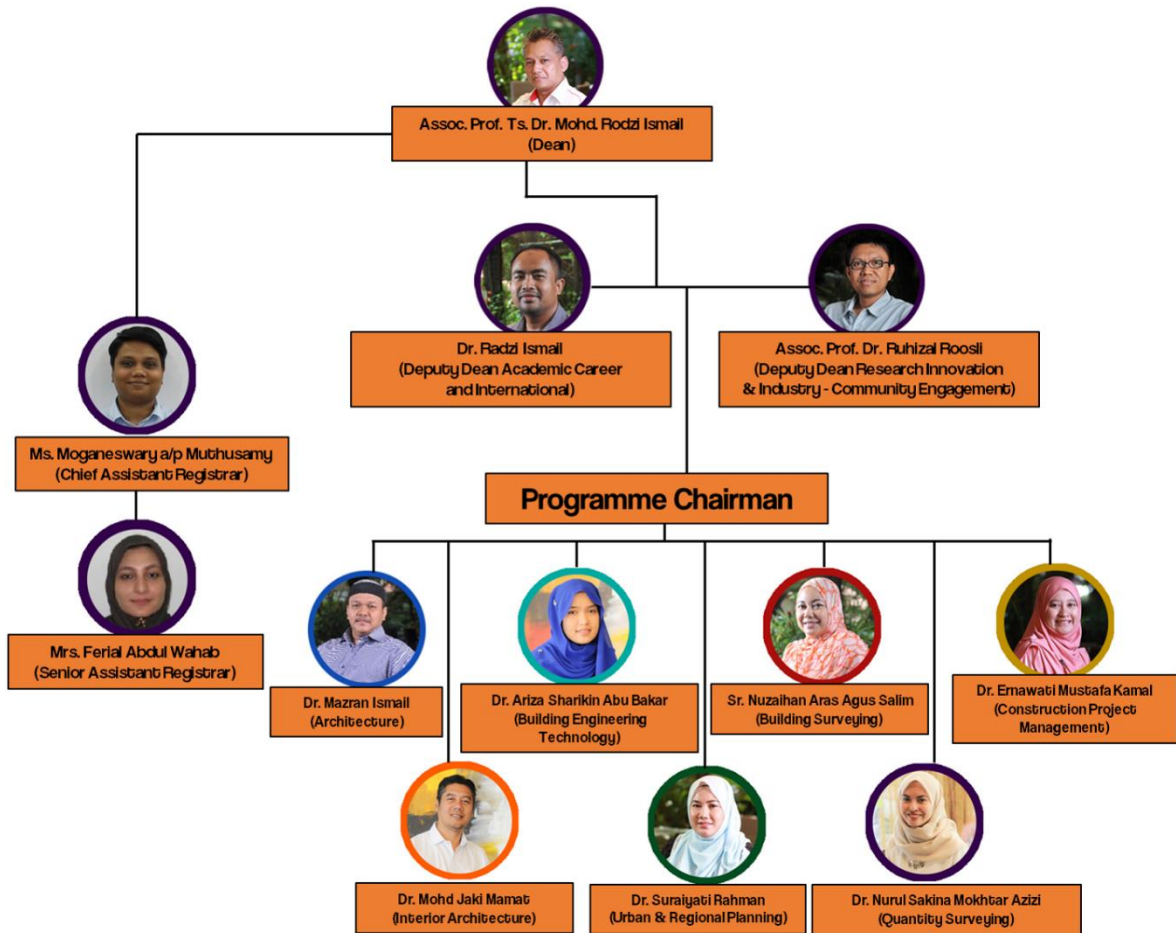 Assoc. Prof. Ts. Dr. Mohd. Rodzi Ismail
(Dean)
Dr. Radzi Ismail
(Deputy Dean Academic Career
and International)
Assoc. Prof. Dr. Ruhizal Roosli
(Deputy Dean Research Innovation
& Industry - Community Engagement)
Ms. Moganeswary a/p Muthusamy
(Chief Assistant Registrar)
Mrs. Ferial Abdul Wahab
(Senior Assistant Registrar)
Programme Chairman
Dr. Mazran Ismail
(Architecture)
Dr. Ariza Sharikin Abu Bakar
(Building Engineering
Technology)
Sr. Nuzaihan Aras Agus Salim
(Building Surveying)
Dr. Ernawati Mustafa Kamal
(Construction Project
Management)
Dr. Mohd Jaki Mamat
(Interior Architecture)
Dr. Suraiyati Rahman
(Urban & Regional Planning)
Dr. Nurul Sakina Mokhtar Azizi
(Quantity Surveying)